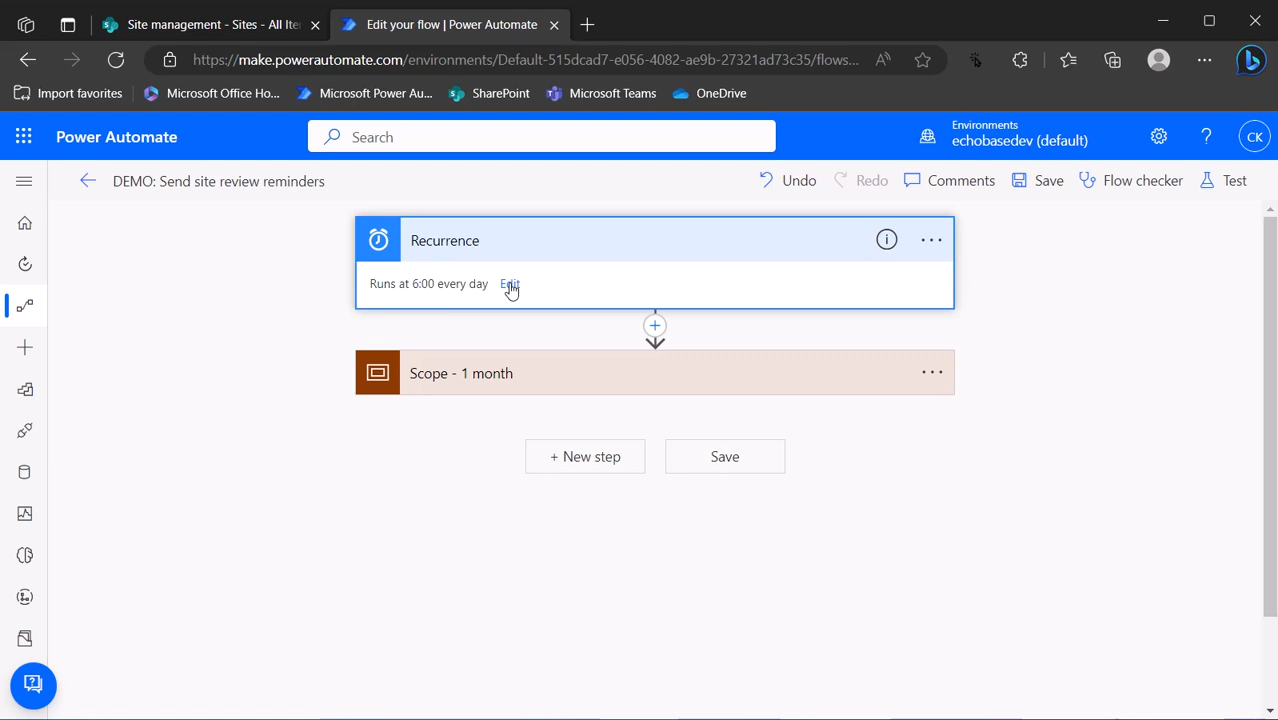 Site management - Sites - All Ite
Edit your flow | Power Automate
https://make.powerautomate.com/environments/Default-515dcad7-e056-4082-ae9b-27321ad73c35/flows...
Import favorites
Microsoft Office Ho...
Microsoft Power Au...
SharePoint
Microsoft Teams
OneDrive
Power Automate
Search
Environments
echobasedev (default)
CK
DEMO: Send site review reminders
Undo
Redo
Comments
Save
Flow checker
Test
Recurrence
Runs at 6:00 every day Edit
Scope - 1 month
+ New step
Save